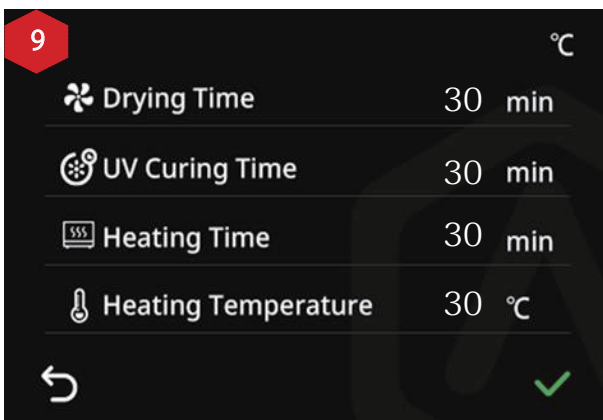 9
℃
Drying Time 30 min
UV Curing Time 30 min
Heating Time 30 min
Heating Temperature 30 ℃